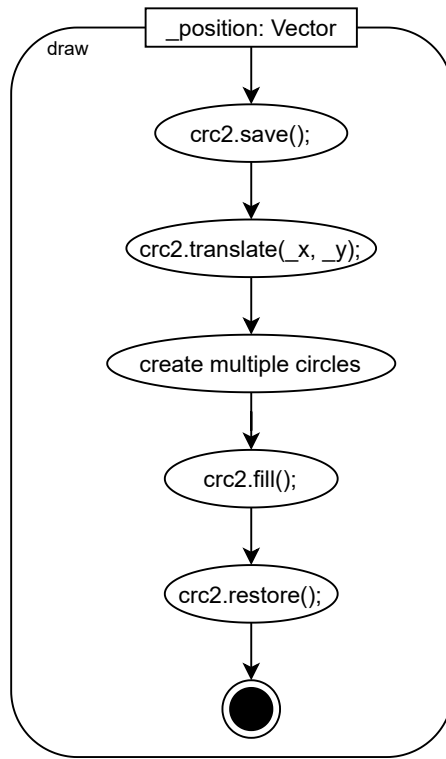 _position: Vector
draw
crc2.save();
crc2.translate(_x, _y);
create multiple circles
crc2.fill();
crc2.restore();